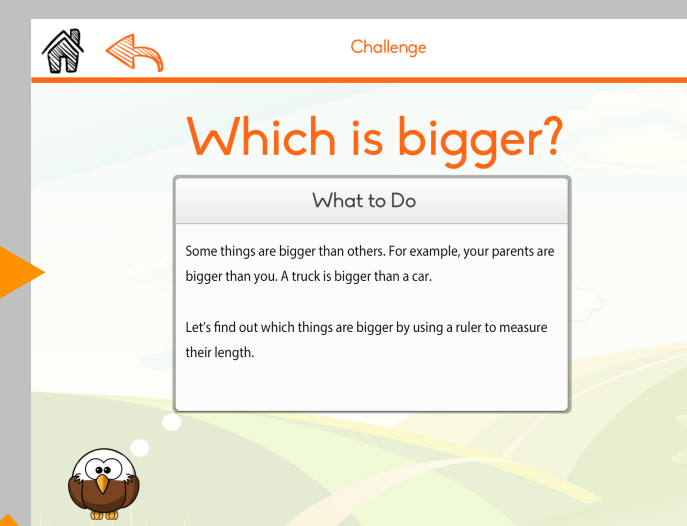 Challenge
Which is bigger?
What to Do
Some things are bigger than others. For example, your parents are
bigger than you. A truck is bigger than a car.
Let's find out which things are bigger by using a ruler to measure
their length.